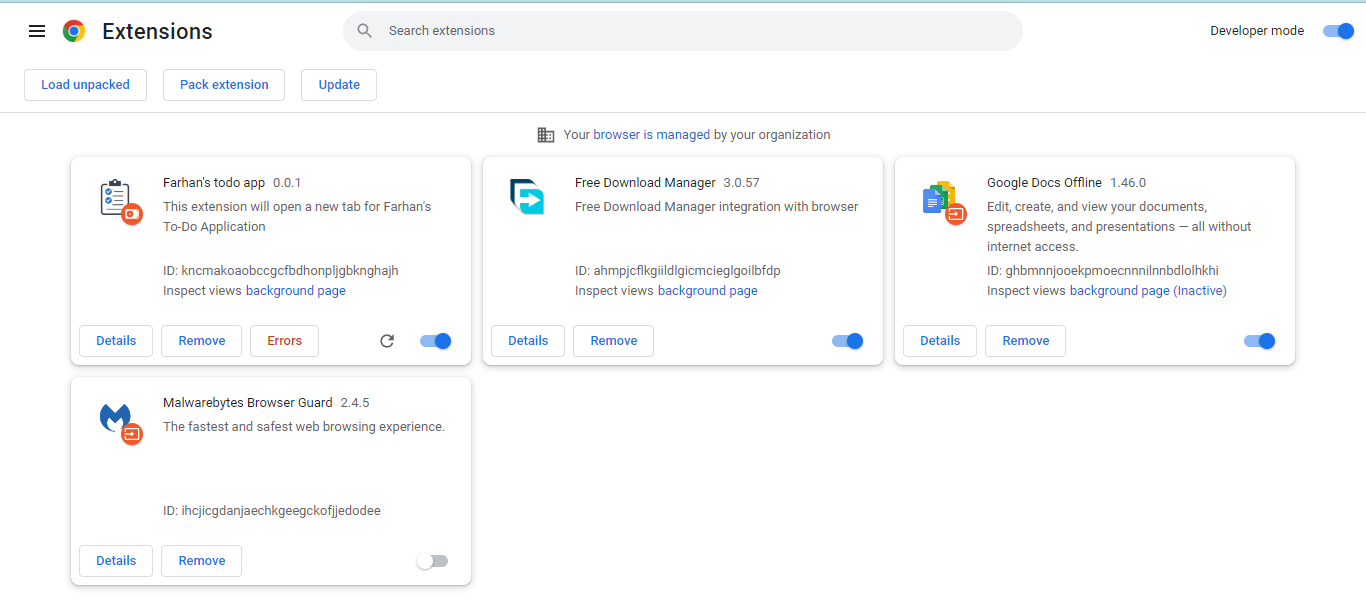 Extensions
Search extensions
Developer mode
Load unpacked
Pack extension
Update
Your browser is managed by your organization
Farhan's todo app 0.0.1
This extension will open a new tab for Farhan's
To-Do Application
ID: kncmakoaobccgcfbdhonpljgbknghajh
Inspect views background page
Details
Remove
Errors
Free Download Manager 3.0.57
Free Download Manager integration with browser
ID: ahmpjcflkgiildlgicmcieglgoilbfdp
Inspect views background page
Details
Remove
Google Docs Offline 1.46.0
Edit, create, and view your documents,
spreadsheets, and presentations — all without
internet access.
ID: ghbmnnjooekpmoecnnnilnnbdlolhkhi
Inspect views background page (Inactive)
Details
Remove
Malwarebytes Browser Guard 2.4.5
The fastest and safest web browsing experience.
ID: ihcjicgdanjaechkgeegckofjjedodee
Details
Remove